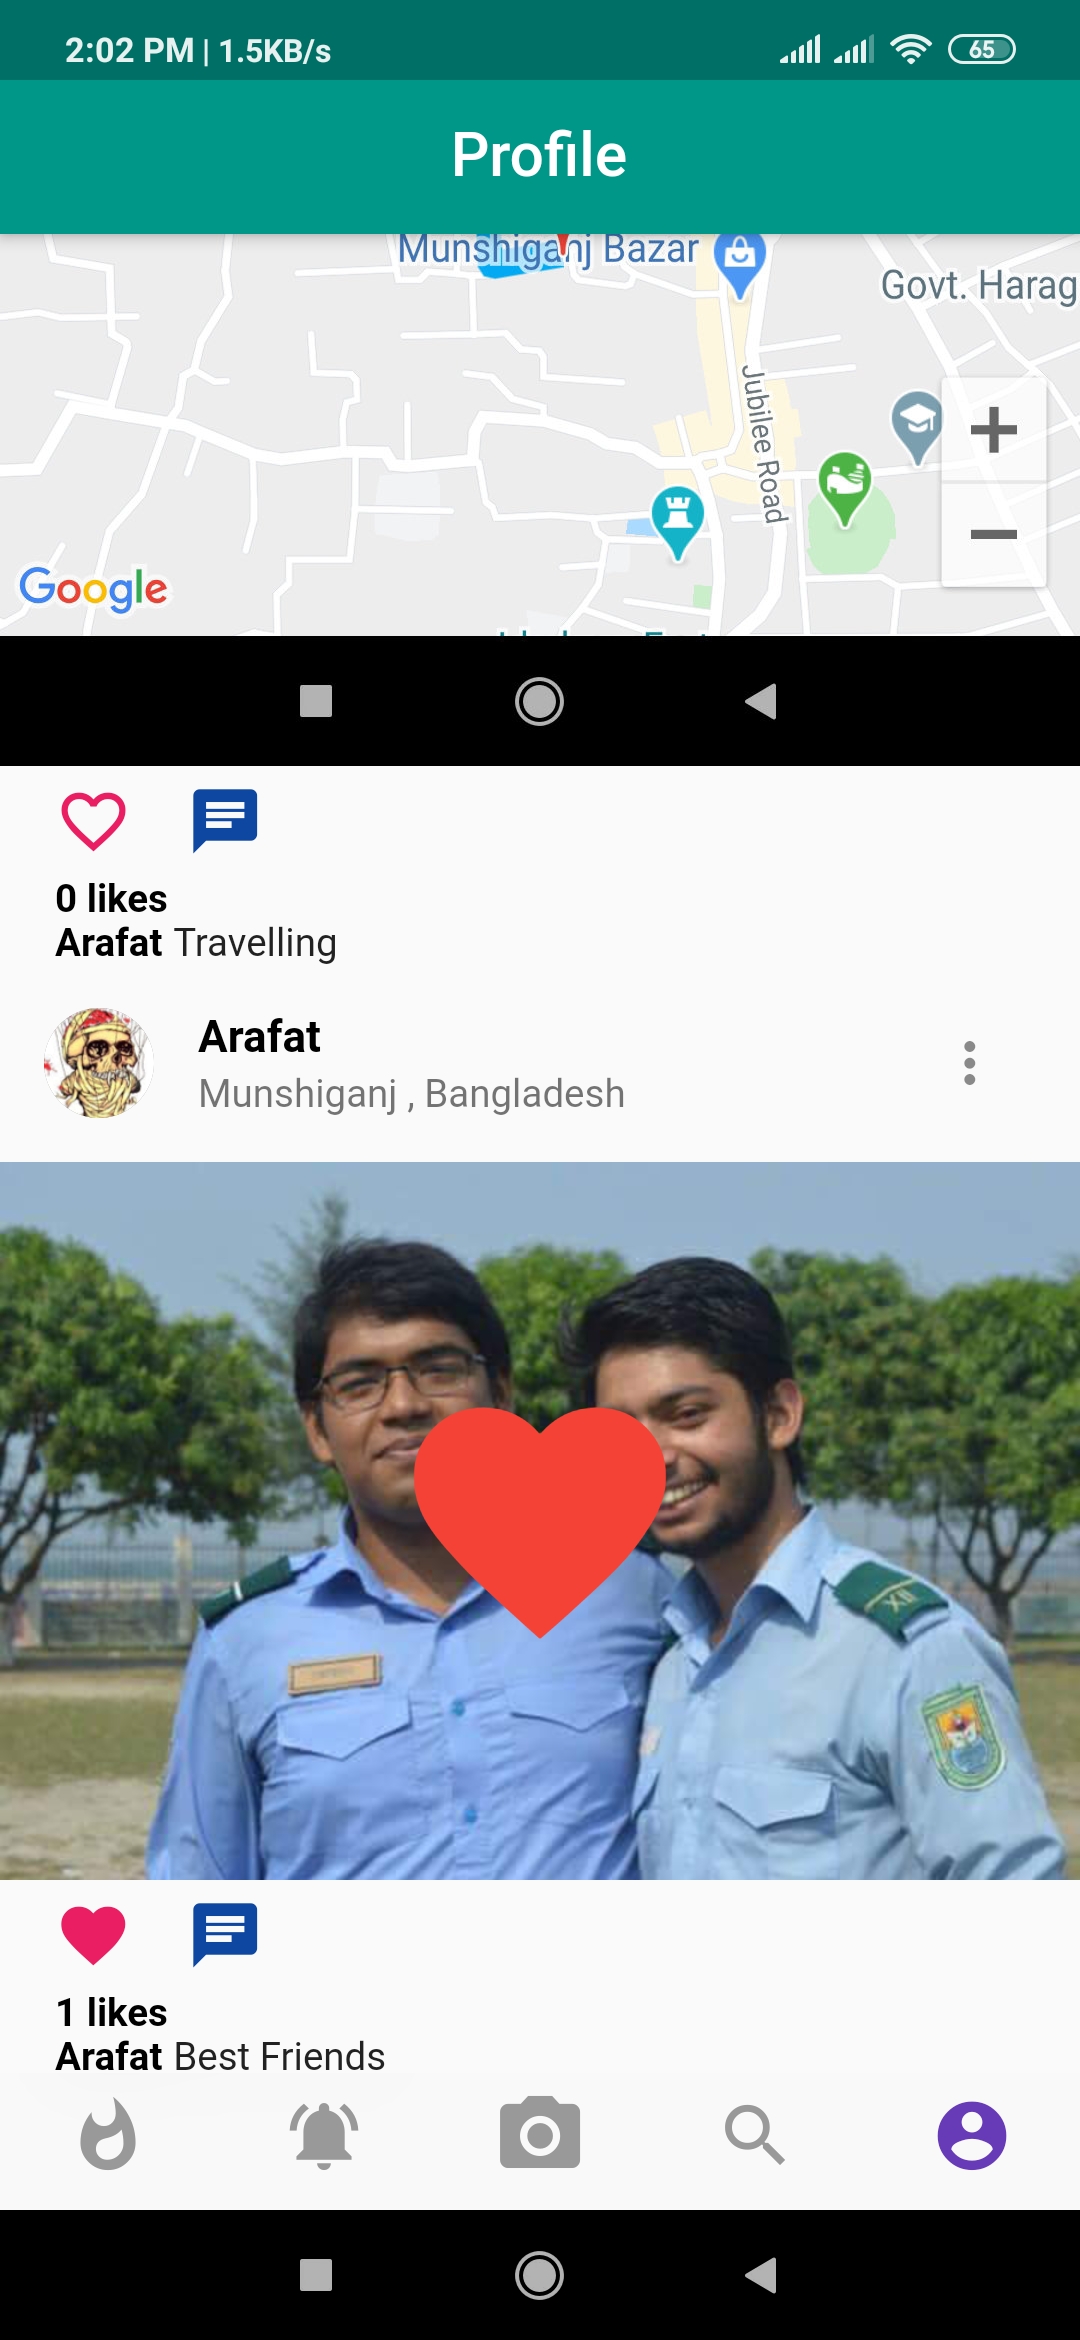 2:02 PM | 1.5KB/s
65
Profile
Munshiganj Bazar
Govt. Harag
Jubilee Road
Google
0 likes
Arafat Travelling
Arafat
Munshiganj , Bangladesh
XII
1 likes
Arafat Best Friends